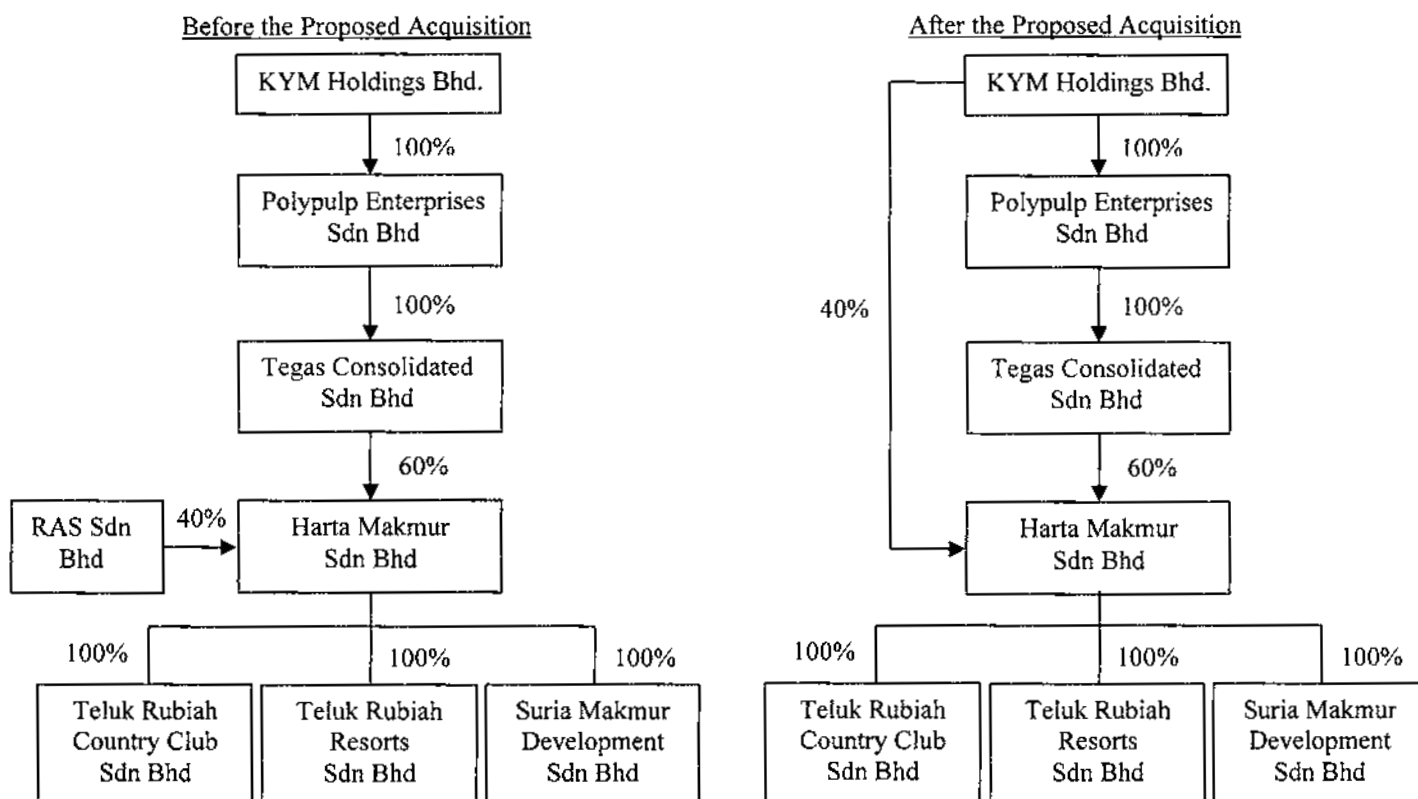 Before the Proposed Acquisition
KYM Holdings Bhd.
100%
Polypulp Enterprises
Sdn Bhd
100%
Tegas Consolidated
Sdn Bhd
60%
RAS Sdn
Bhd
40%
Harta Makmur
Sdn Bhd
100%
100%
100%
Teluk Rubiah
Country Club
Sdn Bhd
Teluk Rubiah
Resorts
Sdn Bhd
Suria Makmur
Development
Sdn Bhd
After the Proposed Acquisition
KYM Holdings Bhd.
100%
Polypulp Enterprises
Sdn Bhd
40%
100%
Tegas Consolidated
Sdn Bhd
60%
Harta Makmur
Sdn Bhd
100%
100%
100%
Teluk Rubiah
Country Club
Sdn Bhd
Teluk Rubiah
Resorts
Sdn Bhd
Suria Makmur
Development
Sdn Bhd